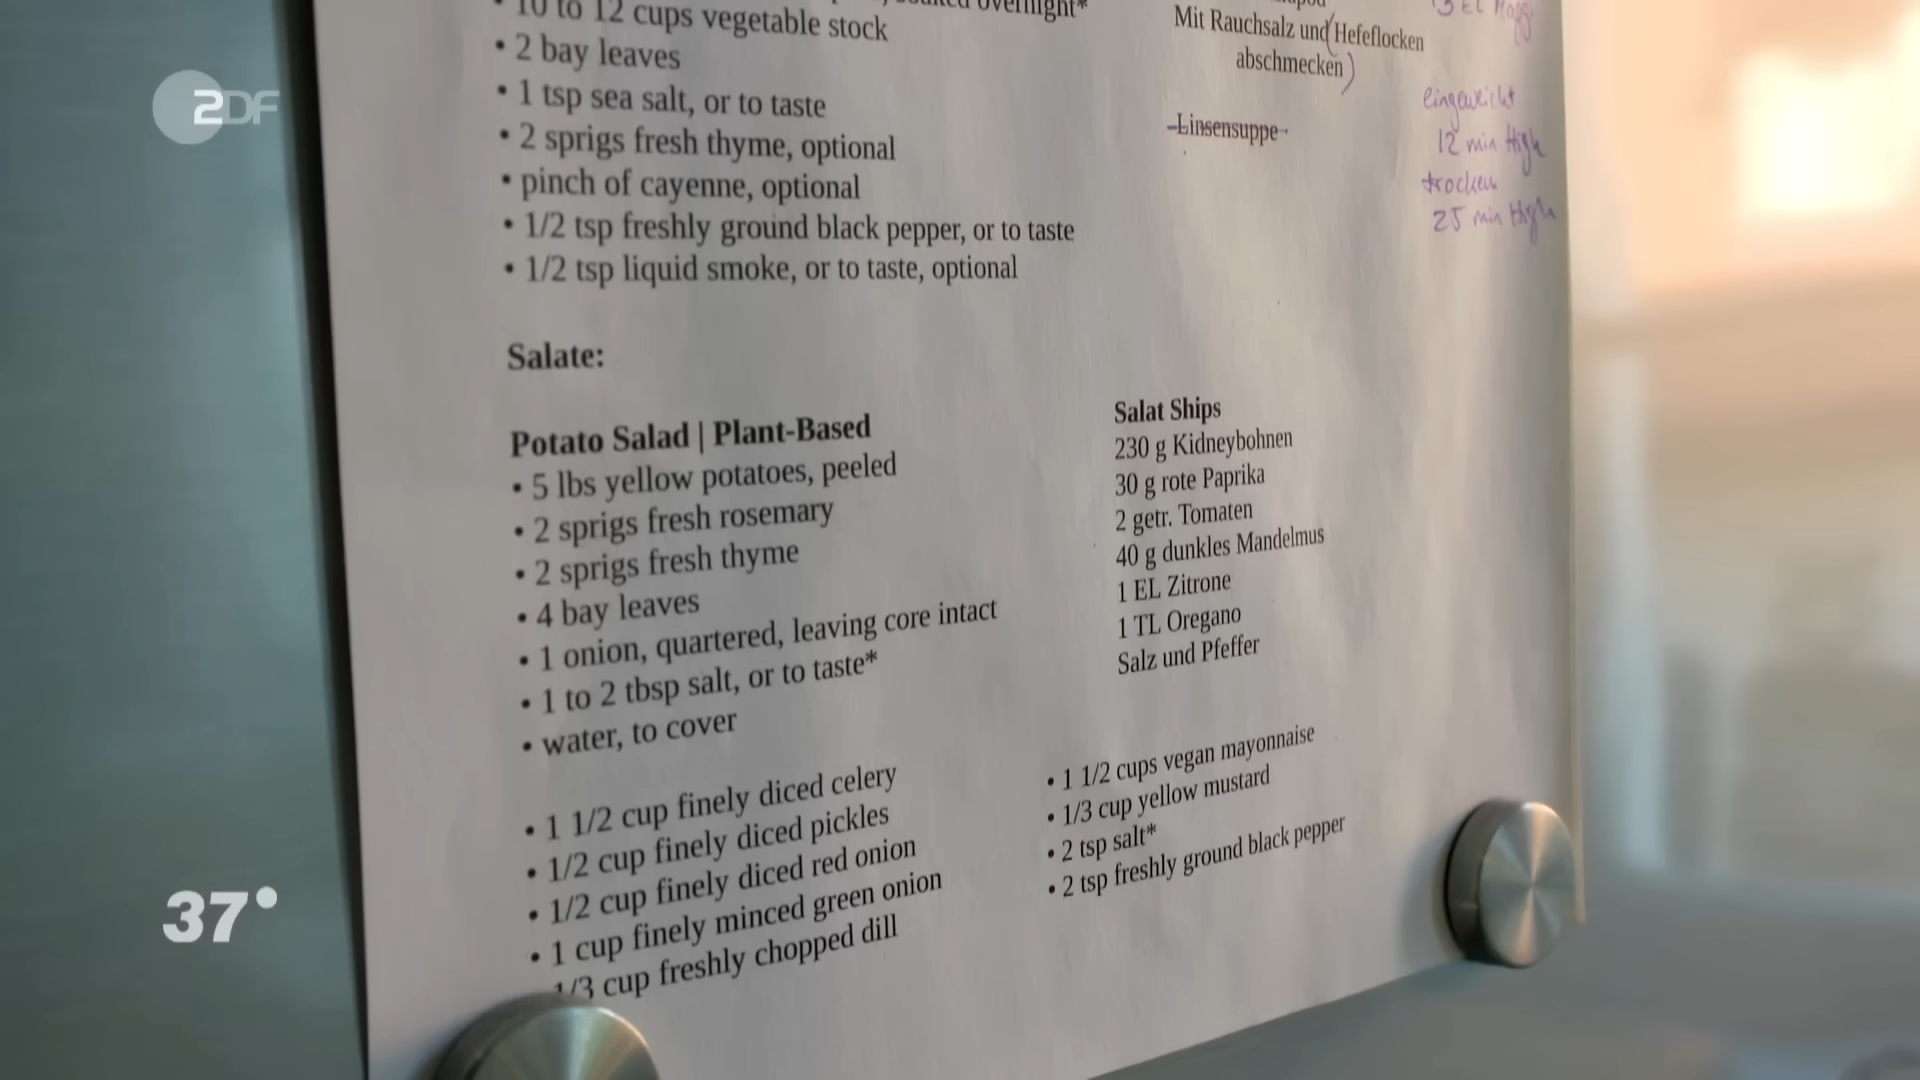 soaked overnight*
• 10 to 12 cups vegetable stock
• 2 bay leaves
• 1 tsp sea salt, or to taste
• 2 sprigs fresh thyme, optional
• pinch of cayenne, optional
• 1/2 tsp freshly ground black pepper, or to taste
• 1/2 tsp liquid smoke, or to taste, optional
Mit Rauchsalz und (Hefeflocken
abschmecken)
Linsensuppe
3 EL Maggi
eingeweicht
12 min High
trocken
25 min High
Salate:
Potato Salad | Plant-Based
• 5 lbs yellow potatoes, peeled
• 2 sprigs fresh rosemary
• 2 sprigs fresh thyme
• 4 bay leaves
• 1 onion, quartered, leaving core intact
• 1 to 2 tbsp salt, or to taste*
• water, to cover
Salat Ships
230 g Kidneybohnen
30 g rote Paprika
2 getr. Tomaten
40 g dunkles Mandelmus
1 EL Zitrone
1 TL Oregano
Salz und Pfeffer
• 1 1/2 cup finely diced celery
• 1/2 cup finely diced pickles
• 1/2 cup finely diced red onion
• 1 cup finely minced green onion
1/3 cup freshly chopped dill
• 1 1/2 cups vegan mayonnaise
• 1/3 cup yellow mustard
• 2 tsp salt*
• 2 tsp freshly ground black pepper
ZDF
37°